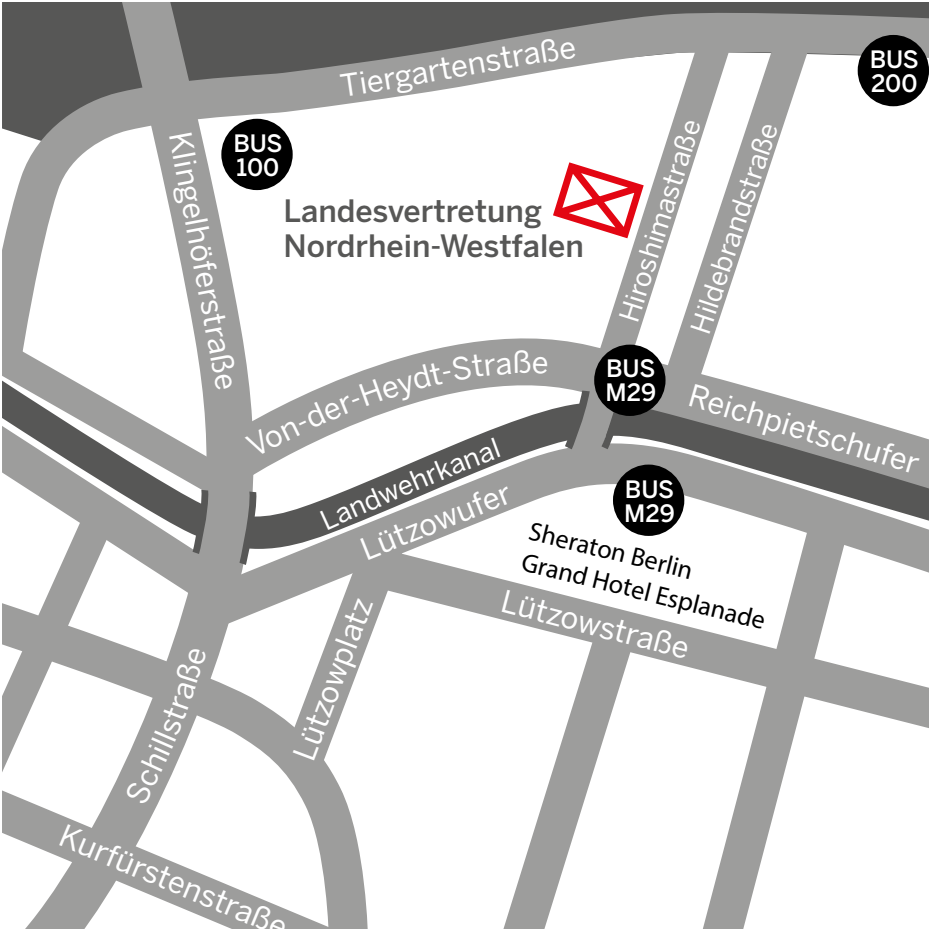 Tiergartenstraße
BUS
200
BUS
100
Klingelhöferstraße
Landesvertretung
Nordrhein-Westfalen
Hiroshimastraße
Hildebrandstraße
Von-der-Heydt-Straße
BUS
M29
Reichpietschufer
Landwehrkanal
Lützowufer
BUS
M29
Sheraton Berlin
Grand Hotel Esplanade
Lützowstraße
Lützowplatz
Schillstraße
Kurfürstenstraße